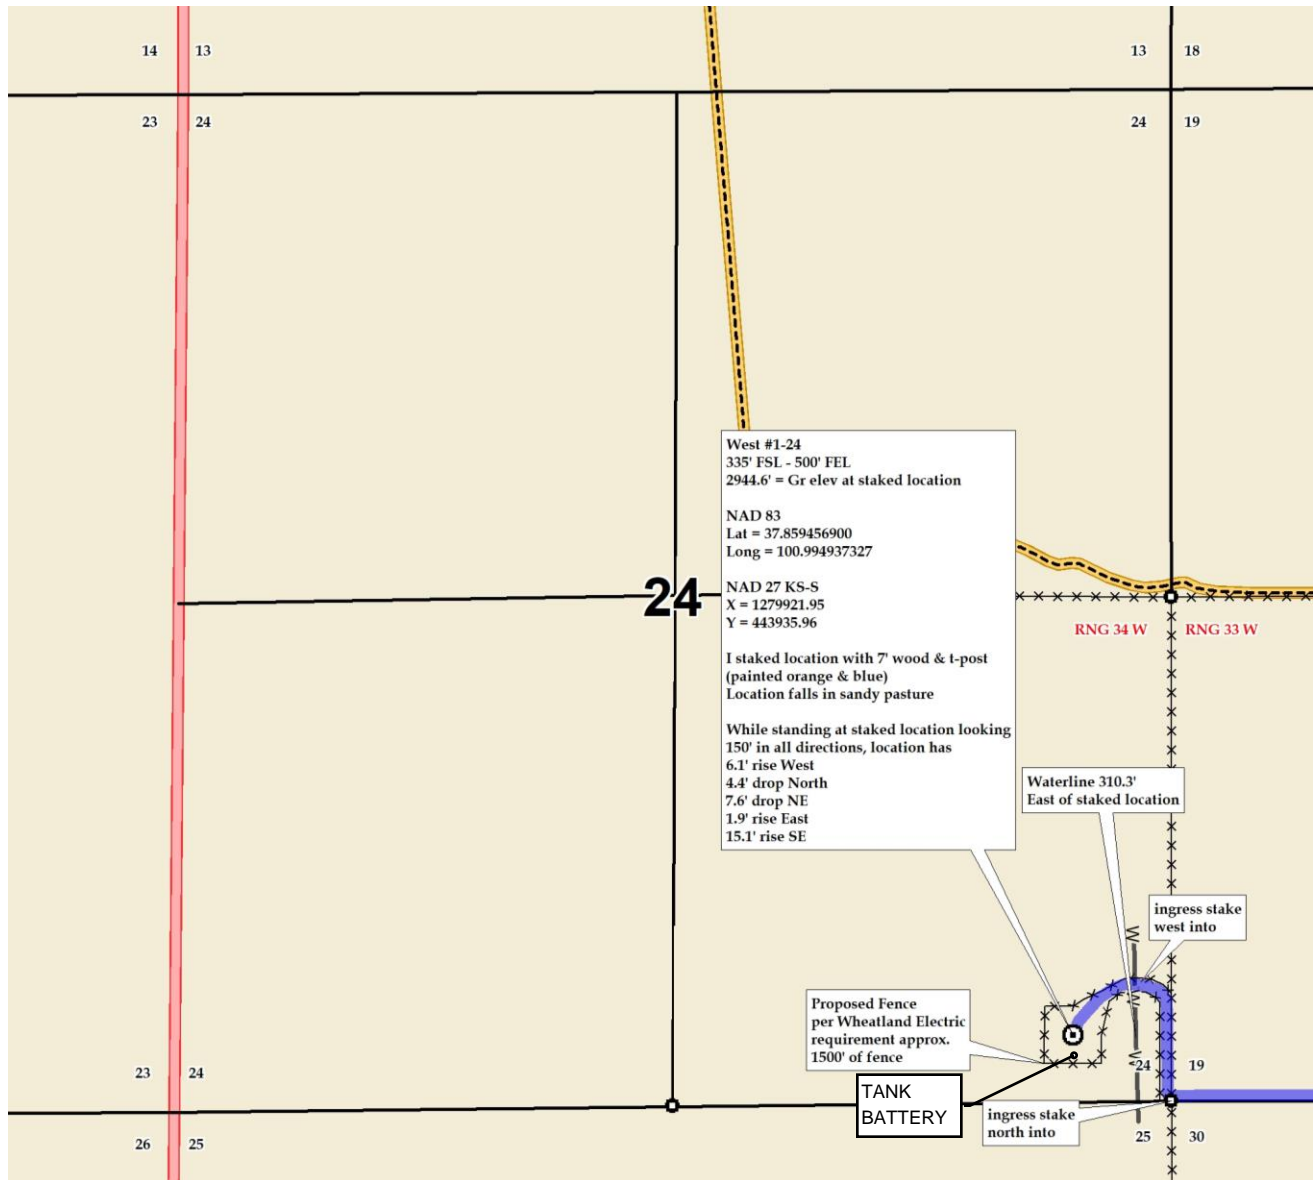 14 13
13 18
23 24
24 19
West #1-24
335' FSL - 500' FEL
2944.6' = Gr elev at staked location
NAD 83
Lat = 37.859456900
Long = 100.994937327
NAD 27 KS-S
X = 1279921.95
Y = 443935.96
I staked location with 7' wood & t-post
(painted orange & blue)
Location falls in sandy pasture
While standing at staked location looking
150' in all directions, location has
6.1' rise West
4.4' drop North
7.6' drop NE
1.9' rise East
15.1' rise SE
24
RNG 34 W RNG 33 W
Waterline 310.3'
East of staked location
ingress stake
west into
W
W
W
Proposed Fence
per Wheatland Electric
requirement approx.
1500' of fence
23 24
24 19
TANK
BATTERY
ingress stake
north into
26 25
25 30